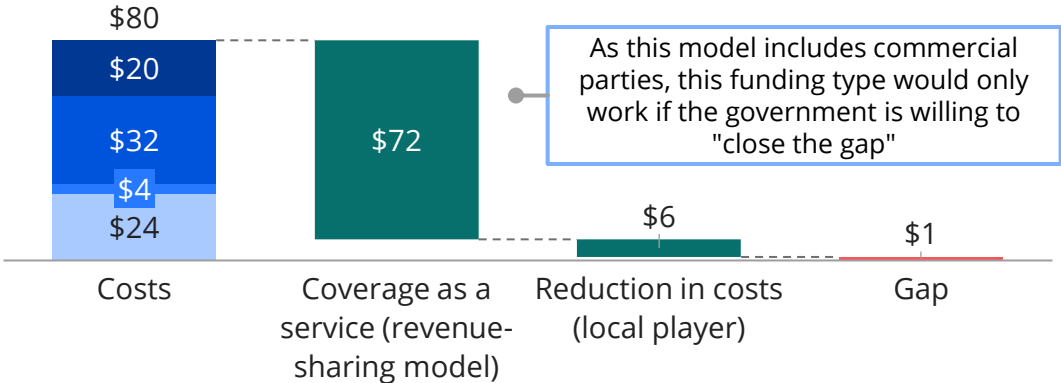 $80
$20
$32
$4
$24
$72
As this model includes commercial
parties, this funding type would only
work if the government is willing to
"close the gap"
$6
$1
Costs
Coverage as a
service (revenue-
sharing model)
Reduction in costs
(local player)
Gap